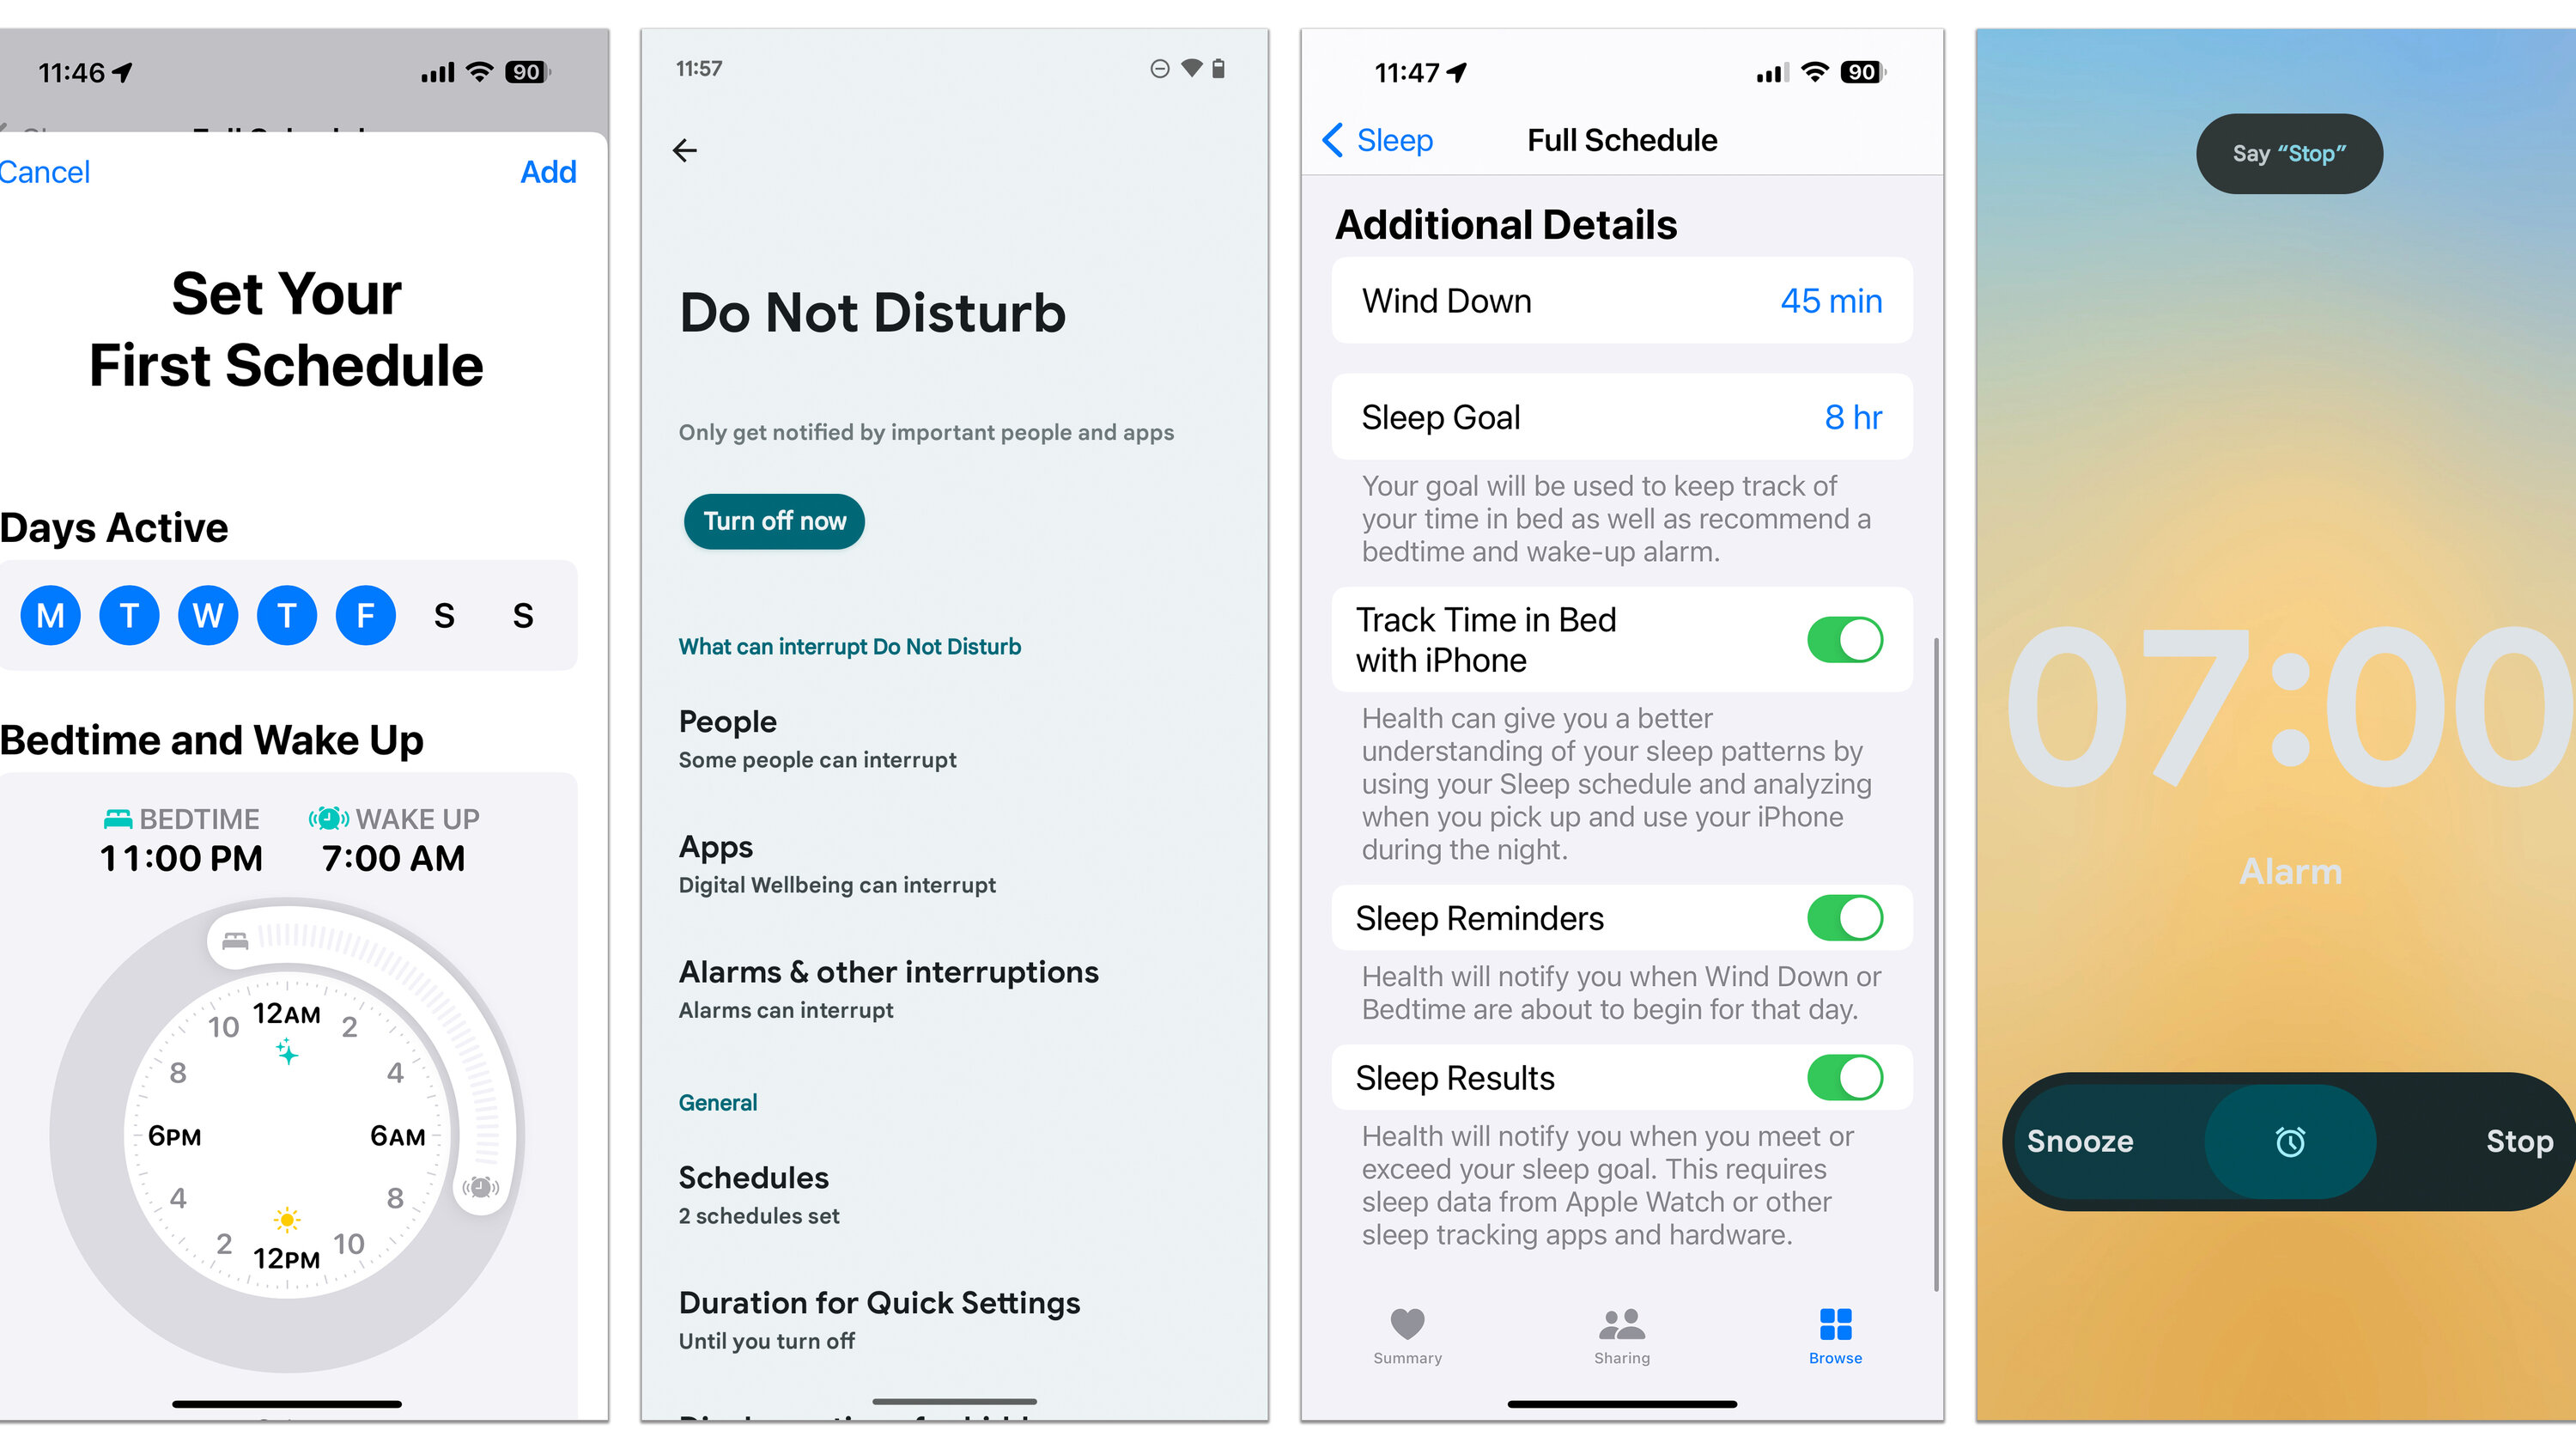 11:46
90
Cancel
Add
Set Your
First Schedule
Days Active
M T W T F S S
Bedtime and Wake Up
BEDTIME
WAKE UP
11:00 PM
7:00 AM
12AM
2
4
6AM
8
10
12PM
2
4
6PM
8
10
11:57
Do Not Disturb
Only get notified by important people and apps
Turn off now
What can interrupt Do Not Disturb
People
Some people can interrupt
Apps
Digital Wellbeing can interrupt
Alarms & other interruptions
Alarms can interrupt
General
Schedules
2 schedules set
Duration for Quick Settings
Until you turn off
11:47
90
Sleep
Full Schedule
Additional Details
Wind Down
45 min
Sleep Goal
8 hr
Your goal will be used to keep track of
your time in bed as well as recommend a
bedtime and wake-up alarm.
Track Time in Bed
with iPhone
Health can give you a better
understanding of your sleep patterns by
using your Sleep schedule and analyzing
when you pick up and use your iPhone
during the night.
Sleep Reminders
Health will notify you when Wind Down or
Bedtime are about to begin for that day.
Sleep Results
Health will notify you when you meet or
exceed your sleep goal. This requires
sleep data from Apple Watch or other
sleep tracking apps and hardware.
Summary
Sharing
Browse
Say “Stop”
07:00
Alarm
Snooze
Stop